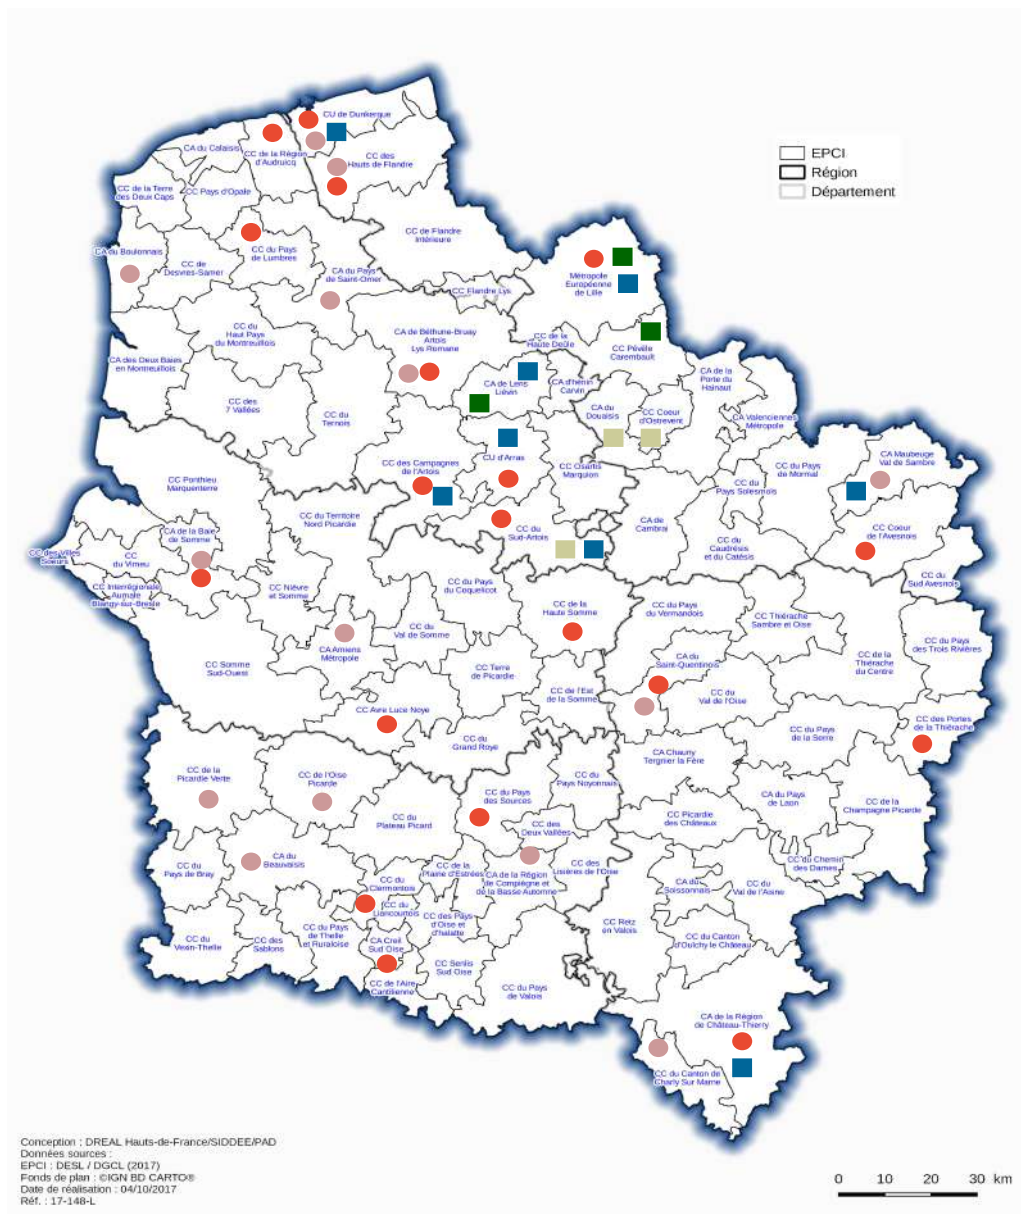 CU de Dunkerque
CA du Calaisis
CC de la Région
d'Audruicq
CC des
Hauts de Flandre
EPCI
Région
Département
CC de la Terre
des Deux Caps
CC Pays d'Opale
CC de Flandre
Intérieure
CA du Boulonnais
CC de
Desvres-Samer
CC du Pays
de Lumbres
CA du Pays
de Saint-Omer
CC Flandre Lys
Métropole
Européenne
de Lille
CC du
Haut Pays
du Montreuillois
CA de Béthune-Bruay
Artois
Lys Romane
CC de la
Haute Deûle
CC Pévèle
Carembault
CA des Deux Baies
en Montreuillois
CA de Lens
Liévin
CA d'hénin
Carvin
CA de la
Porte du
Hainaut
CC des
7 Vallées
CC du
Ternois
CA du
Douaisis
CC Coeur
d'Ostrevent
CA Valenciennes
Métropole
CC des Campagnes
de l'Artois
CU d'Arras
CC Osartis
Marquion
CC du Pays
de Mormal
CA Maubeuge
Val de Sambre
CC Ponthieu
Marquenterre
CC du
Pays Solesmois
CC du Territoire
Nord Picardie
CC du
Sud-Artois
CA de
Cambrai
CC du
Caudrésis
et du Catésis
CC Coeur
de l'Avesnois
CC des Villes
Soeurs
CC du
Vimeu
CA de la Baie
de Somme
CC du
Sud Avesnois
CC Interrégionale
Aumale
Blangy-sur-Bresle
CC Nièvre
et Somme
CC du Pays
du Coquelicot
CC de la
Haute Somme
CC du Pays
du Vermandois
CC Thiérache
Sambre et Oise
CC du Pays
des Trois Rivières
CA Amiens
Métropole
CC du
Val de Somme
CC Somme
Sud-Ouest
CC Terre
de Picardie
CA du
Saint-Quentinois
CC de la
Thiérache
du Centre
CC de l'Est
de la Somme
CC du
Val de l'Oise
CC Avre Luce Noye
CC des Portes
de la Thiérache
CC du
Grand Roye
CC du Pays
de la Serre
CA Chauny
Tergnier la Fère
CC de la
Picardie Verte
CC de l'Oise
Picarde
CC du Pays
des Sources
CC du
Pays Noyonnais
CA du Pays
de Laon
CC de la
Champagne Picarde
CC du
Plateau Picard
CC des
Deux Vallées
CC Picardie
des Châteaux
CC du
Pays de Bray
CA du
Beauvaisis
CC du
Clermontois
CC de la
Plaine d'Estrées
CA de la Région
de Compiègne et
de la Basse Automne
CC des
Lisières de l'Oise
CC du Chemin
des Dames
CA du
Soissonnais
CC du
Val de l'Aisne
CC du
Liancourtois
CC des Pays
d'Oise et
d'halatte
CC du
Vexin-Thelle
CC des
Sablons
CC du Pays
de Thelle
et Ruraloise
CA Creil
Sud Oise
CC Retz
en Valois
CC du Canton
d'Oulchy le Château
CC Senlis
Sud Oise
CC de l'Aire
Cantilienne
CC du Pays
de Valois
CA de la Région
de Château-Thierry
CC du Canton de
Charly Sur Marne
Conception : DREAL Hauts-de-France/SIDDEE/PAD
Données sources :
EPCI : DESL / DGCL (2017)
Fonds de plan : ©IGN BD CARTO®
Date de réalisation : 04/10/2017
Réf. : 17-148-L
0 10 20 30 km